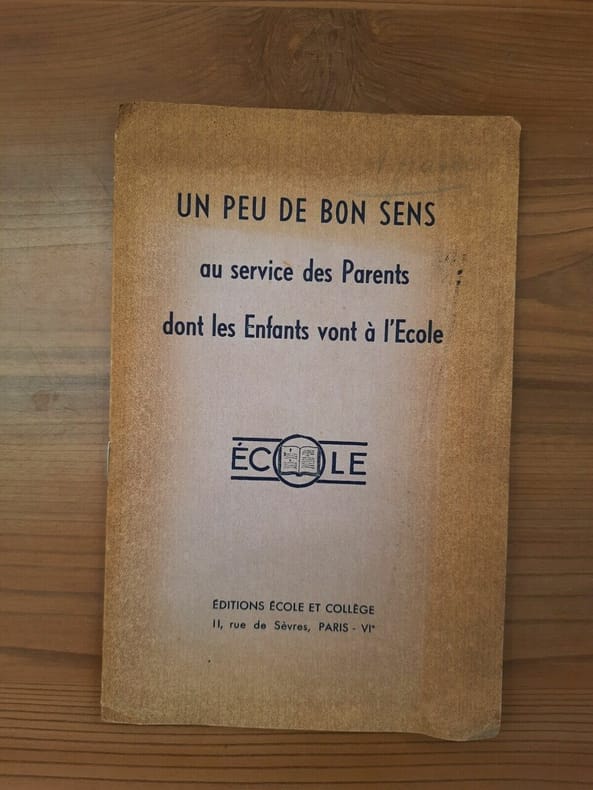 UN PEU DE BON SENS
au service des Parents
dont les Enfants vont à l'Ecole
ÉCOLE
ÉDITIONS ÉCOLE ET COLLÈGE
11, rue de Sèvres, PARIS - VIᵉ